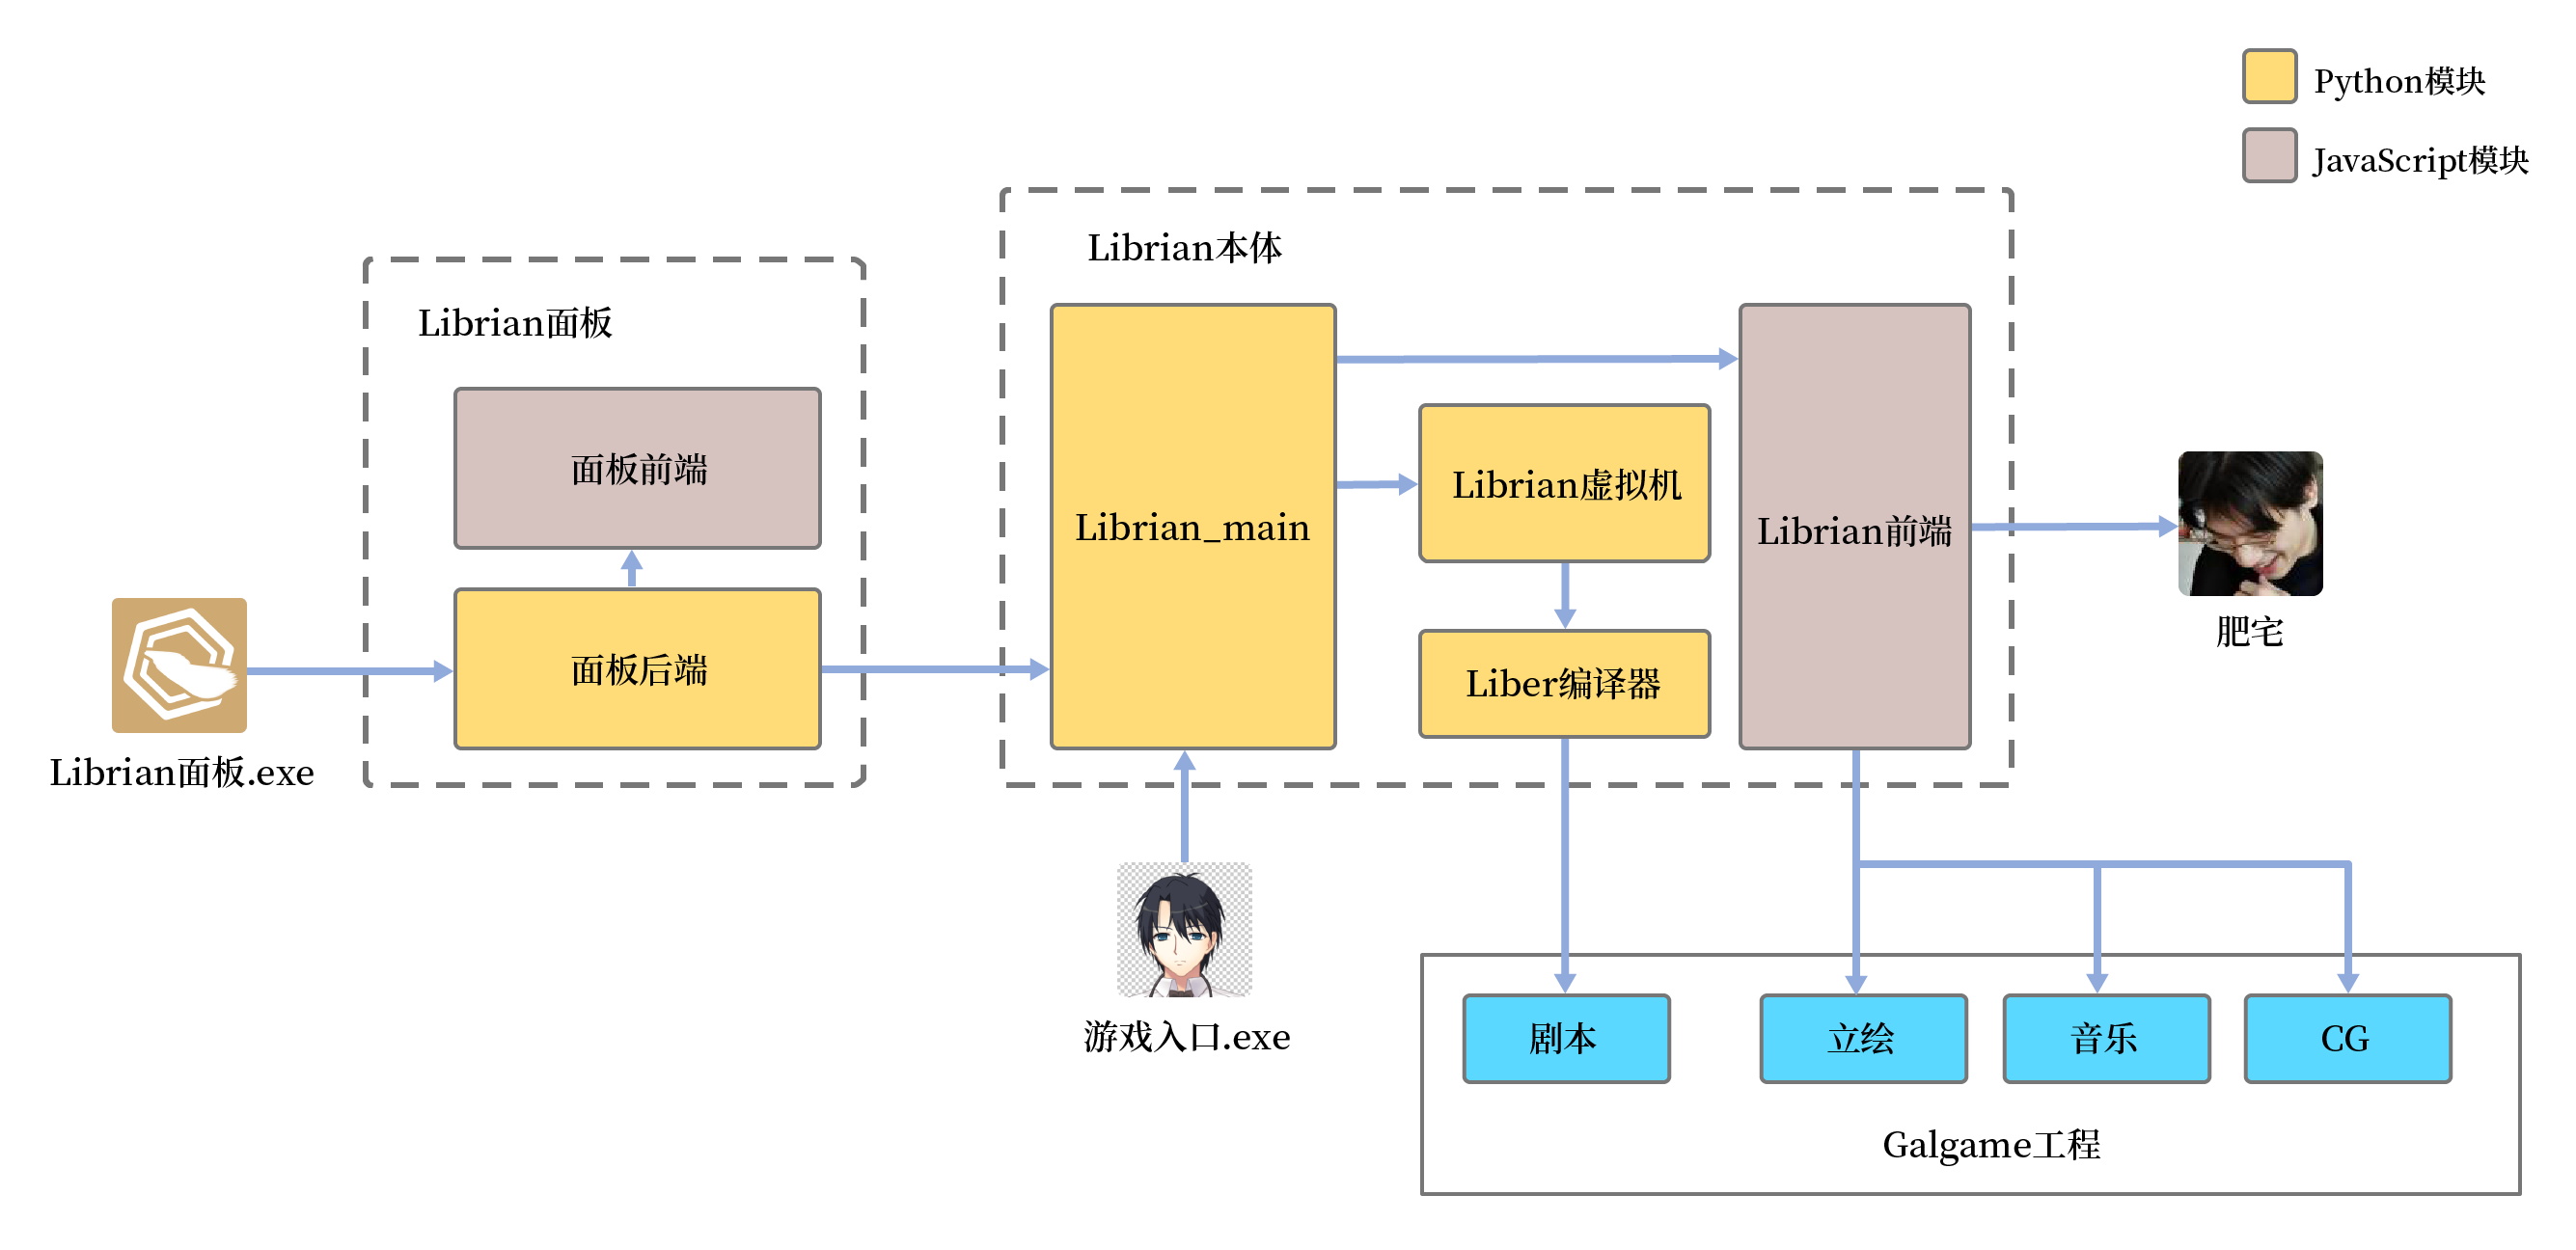 Python模块
JavaScript模块
Librian本体
Librian面板
面板前端
Librian虚拟机
Librian_main
Librian前端
肥宅
面板后端
Liber编译器
Librian面板.exe
游戏入口.exe
剧本
立绘
音乐
CG
Galgame工程